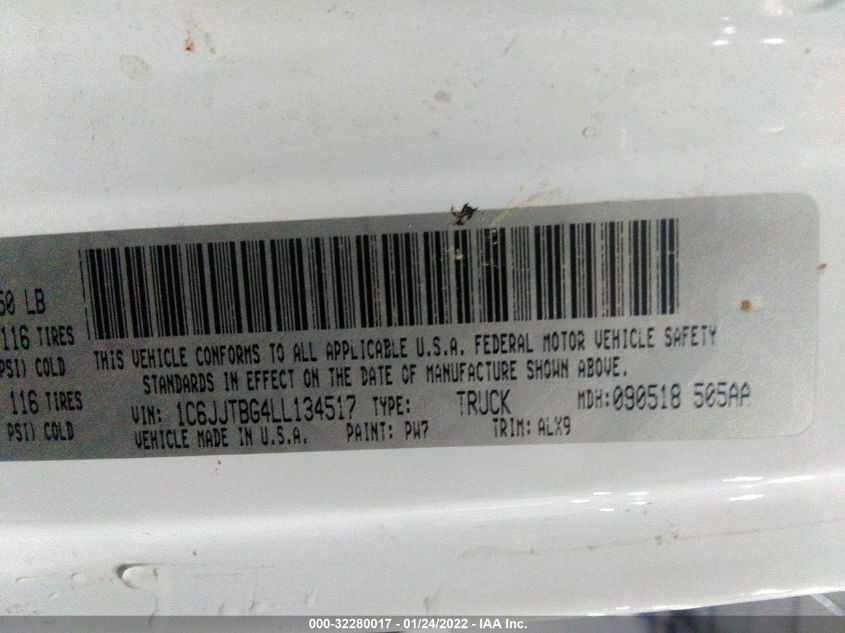 50 LB
116 TIRES
PSI) COLD
116 TIRES
PSI) COLD
THIS VEHICLE CONFORMS TO ALL APPLICABLE U.S.A. FEDERAL MOTOR VEHICLE SAFETY
STANDARDS IN EFFECT ON THE DATE OF MANUFACTURE SHOWN ABOVE.
VIN: 1C6JJTBG4LL134517 TYPE: TRUCK MDH:090518 505AA
VEHICLE MADE IN U.S.A. PAINT: PW7 TRIM: ALX9
000-32280017 - 01/24/2022 - IAA Inc.